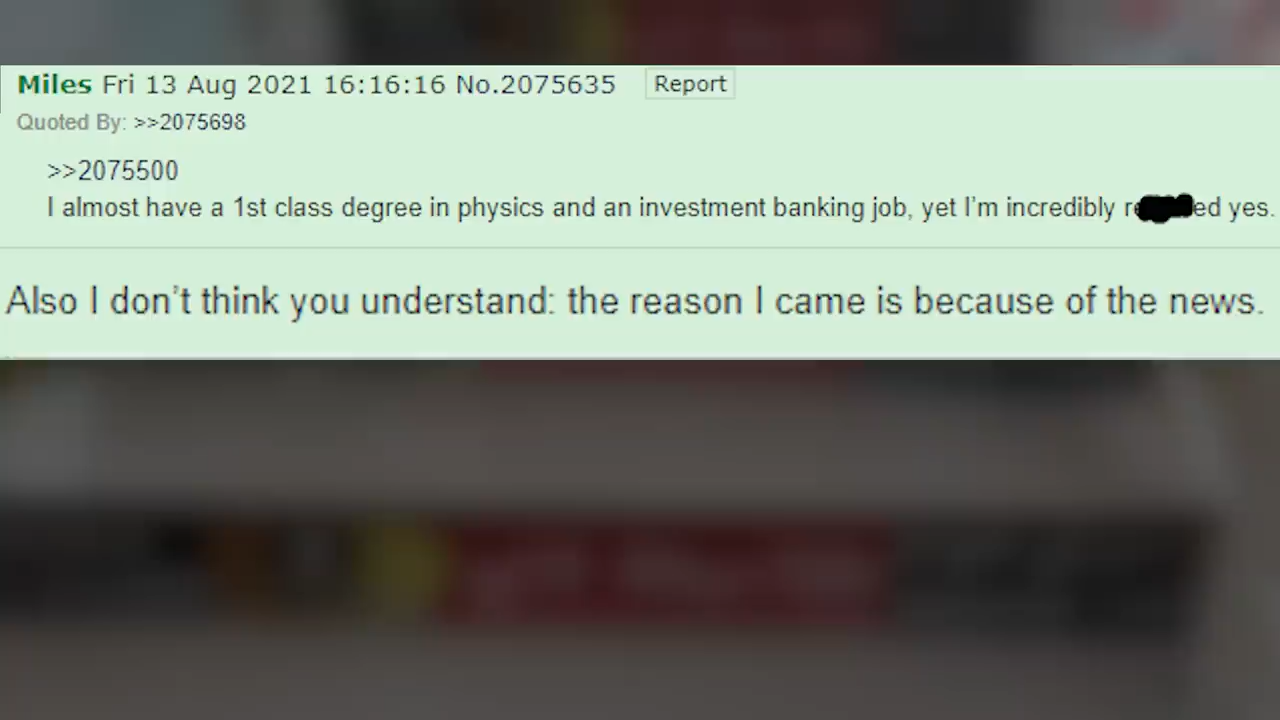 Miles Fri 13 Aug 2021 16:16:16 No.2075635 Report
Quoted By: >>2075698
>>2075500
I almost have a 1st class degree in physics and an investment banking job, yet I'm incredibly yes.
Also I don't think you understand: the reason I came is because of the news.